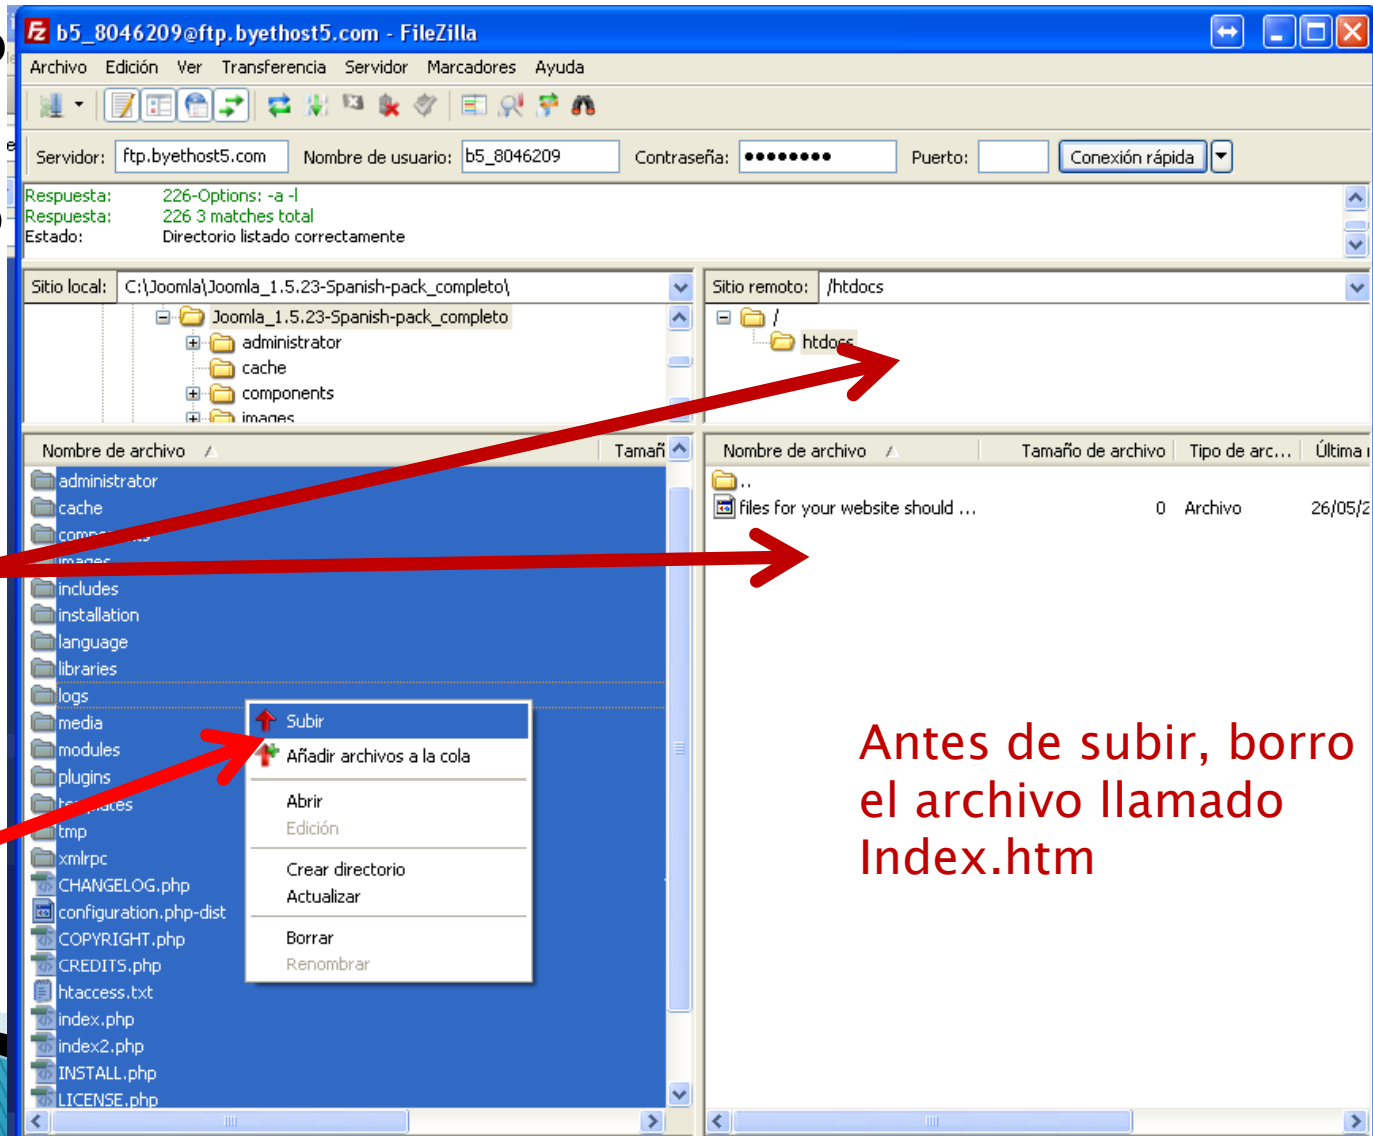 b5_8046209@ftp.byethost5.com - FileZilla
Archivo Edición Ver Transferencia Servidor Marcadores Ayuda
Servidor: ftp.byethost5.com Nombre de usuario: b5_8046209 Contraseña: ●●●●●●●● Puerto: Conexión rápida
Respuesta: 226-Options: -a -l
Respuesta: 226 3 matches total
Estado: Directorio listado correctamente
Sitio local: C:\Joomla\Joomla_1.5.23-Spanish-pack_completo\
Joomla_1.5.23-Spanish-pack_completo
administrator
cache
components
images
Sitio remoto: /htdocs
/
htdocs
Nombre de archivo Tamañ
administrator
cache
components
images
includes
installation
language
libraries
logs
media
modules
plugins
templates
tmp
xmlrpc
CHANGELOG.php
configuration.php-dist
COPYRIGHT.php
CREDITS.php
htaccess.txt
index.php
index2.php
INSTALL.php
LICENSE.php
Subir
Añadir archivos a la cola
Abrir
Edición
Crear directorio
Actualizar
Borrar
Renombrar
Nombre de archivo Tamaño de archivo Tipo de arc... Última
..
files for your website should ... 0 Archivo 26/05/2
Antes de subir, borro
el archivo llamado
Index.htm